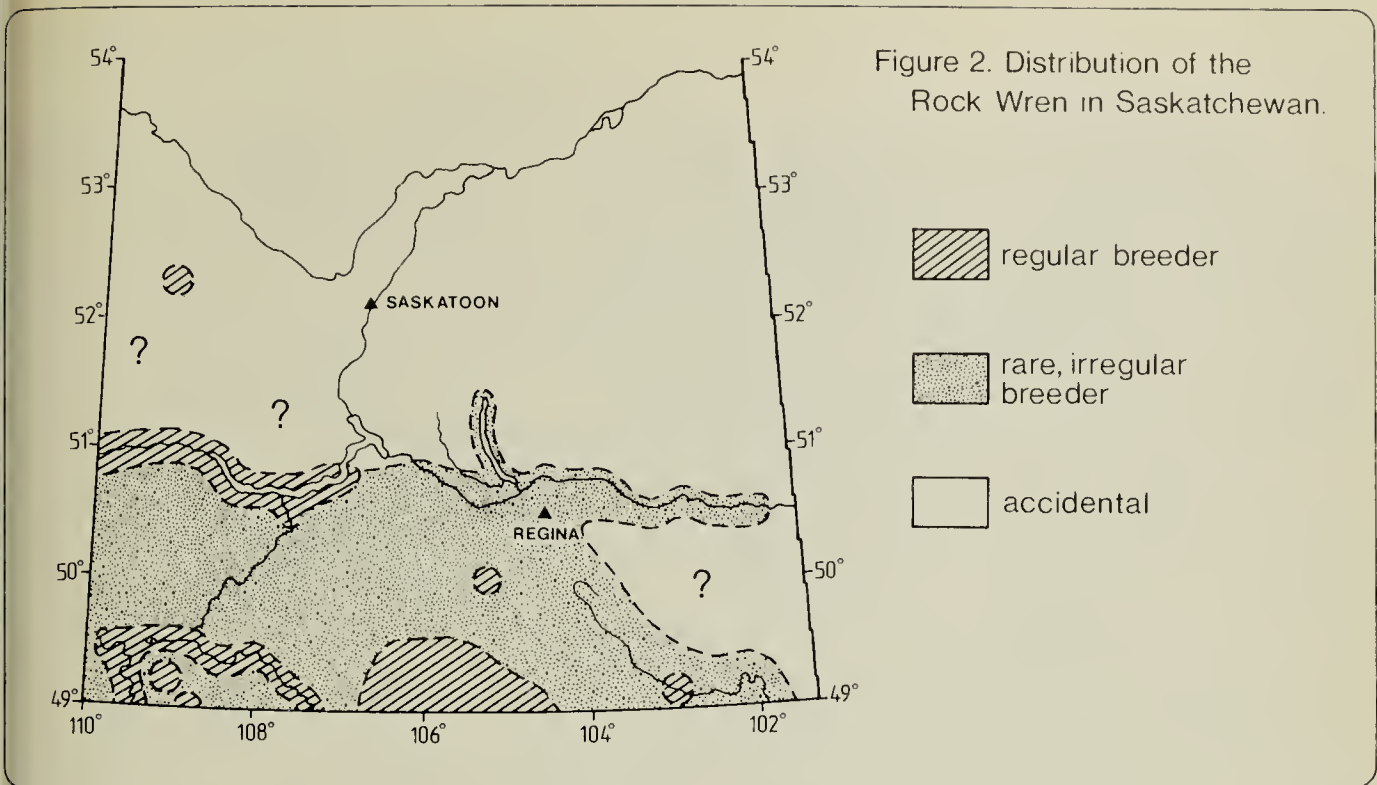 Figure 2. Distribution of the
Rock Wren in Saskatchewan.
54°
54°
53°
53°
52°
SASKATOON
52°
?
?
51°
51°
REGINA
50°
?
50°
49°
49°
110°
108°
106°
104°
102°
regular breeder
rare, irregular
breeder
accidental